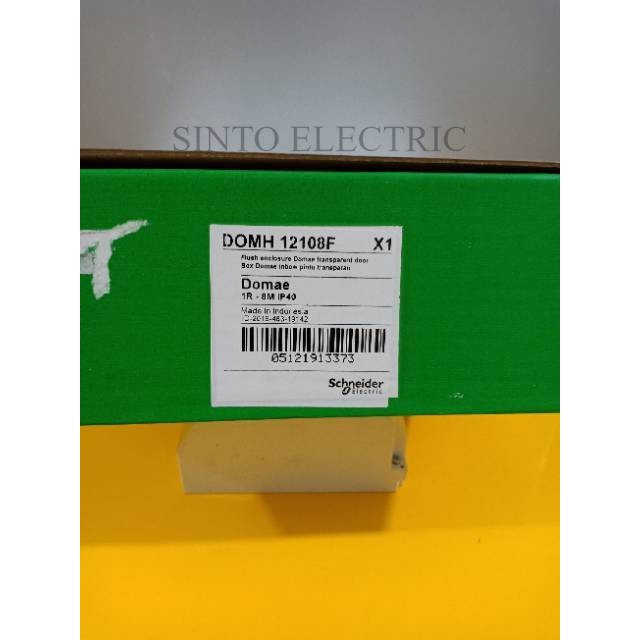 SINTO ELECTRIC
DOMH 12108F X1
Flush enclosure Domae transparent door
Box Domae inbow pintu transparan
Domae
1R - 8M IP40
Made in Indonesia
05121913373
Schneider
Electric